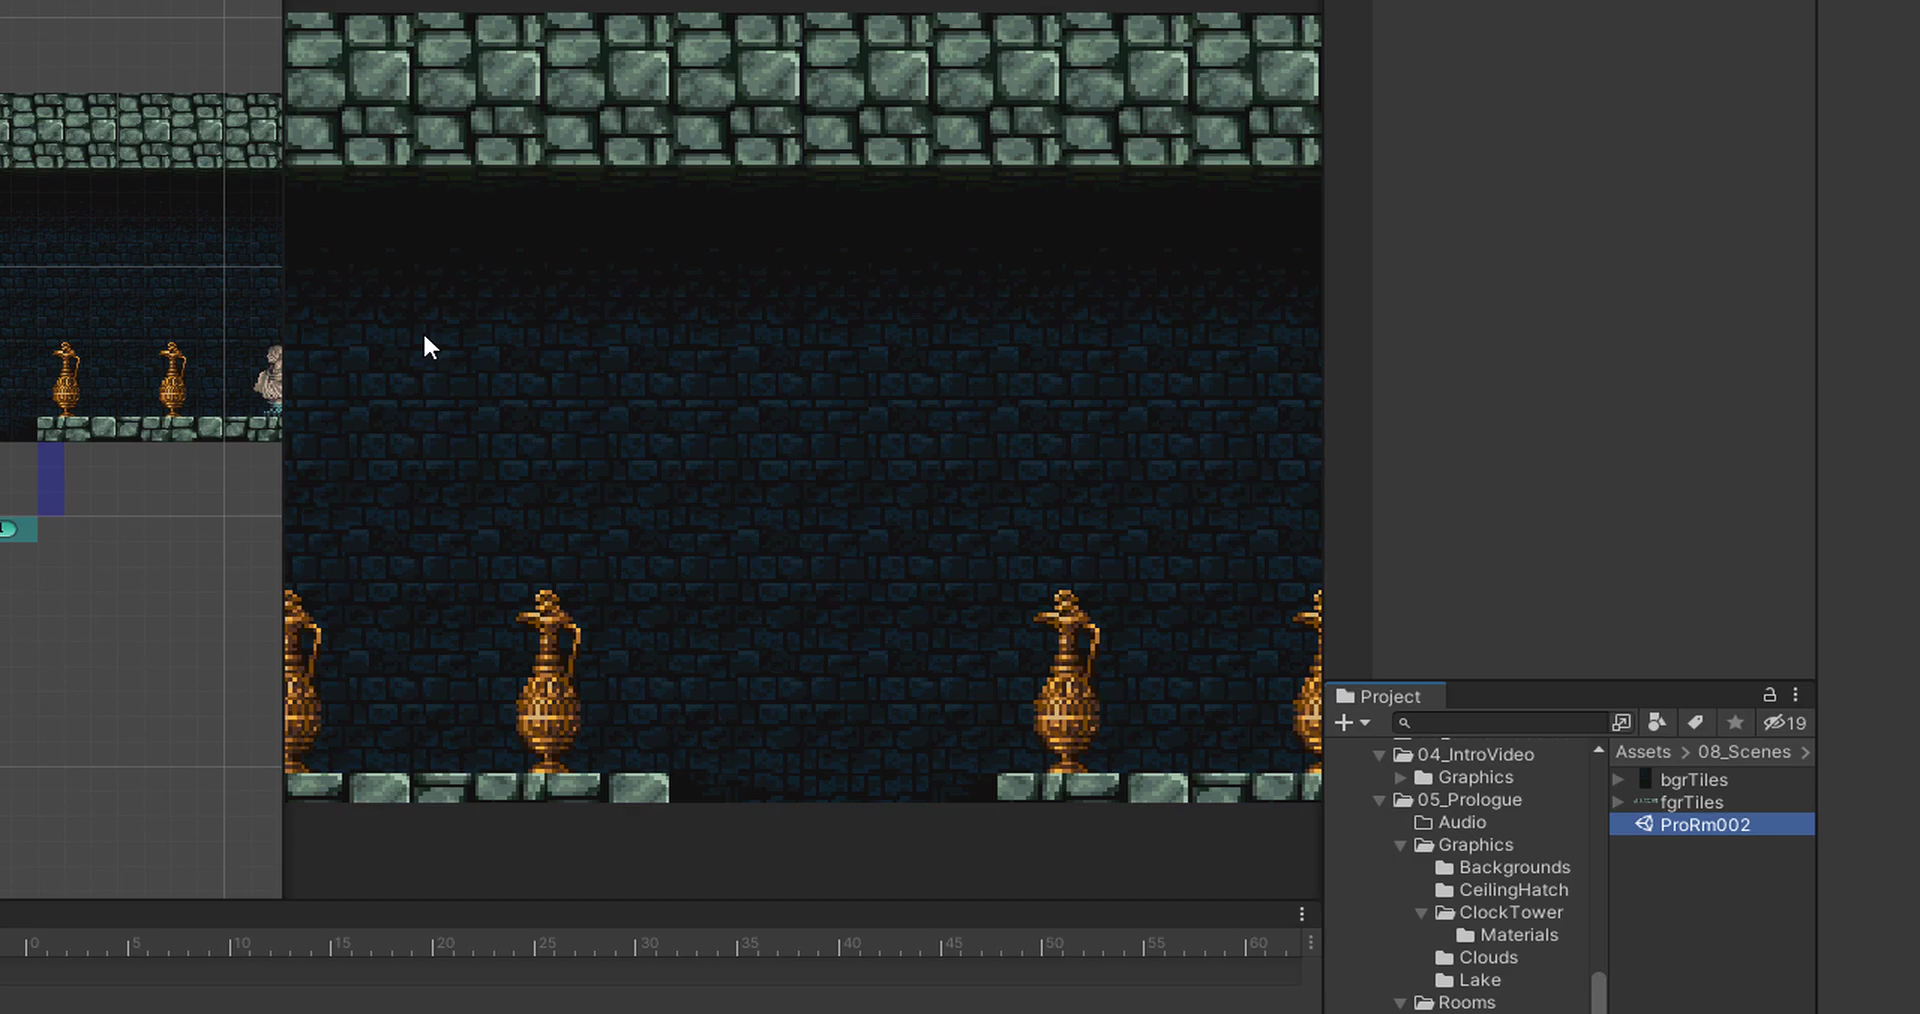 Project
19
04_IntroVideo
Assets > 08_Scenes >
Graphics
bgrTiles
05_Prologue
fgrTiles
Audio
ProRm002
Graphics
Backgrounds
CeilingHatch
ClockTower
Materials
Clouds
Lake
Rooms
0 5 10 15 20 25 30 35 40 45 50 55 60